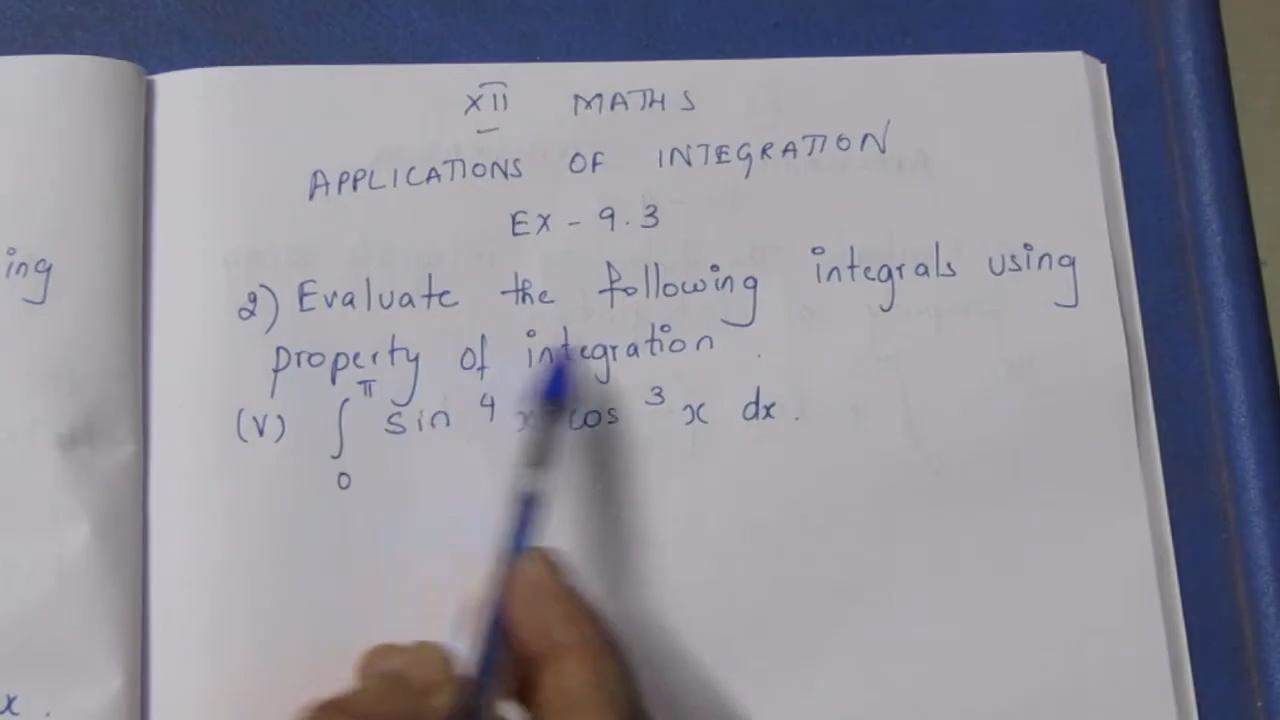 ing
x .
XII MATHS
APPLICATIONS OF INTEGRATION
Ex - 9.3
2) Evaluate the following integrals using
property of integration .
(V) ∫₀^π sin⁴ x cos³ x dx .